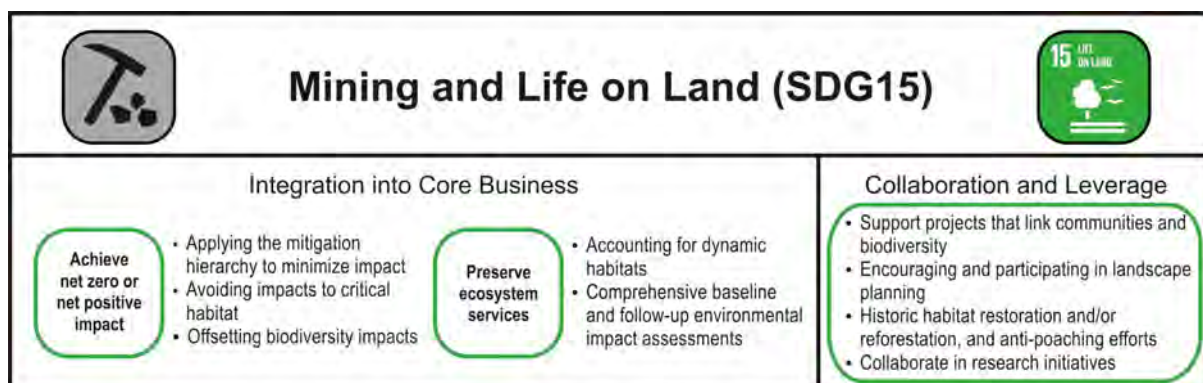 15 LIFE
ON LAND
Mining and Life on Land (SDG15)
Integration into Core Business
Achieve
net zero or
net positive
impact
• Applying the mitigation
hierarchy to minimize impact
• Avoiding impacts to critical
habitat
• Offsetting biodiversity impacts
Preserve
ecosystem
services
• Accounting for dynamic
habitats
• Comprehensive baseline
and follow-up environmental
impact assessments
Collaboration and Leverage
• Support projects that link communities and
biodiversity
• Encouraging and participating in landscape
planning
• Historic habitat restoration and/or
reforestation, and anti-poaching efforts
• Collaborate in research initiatives